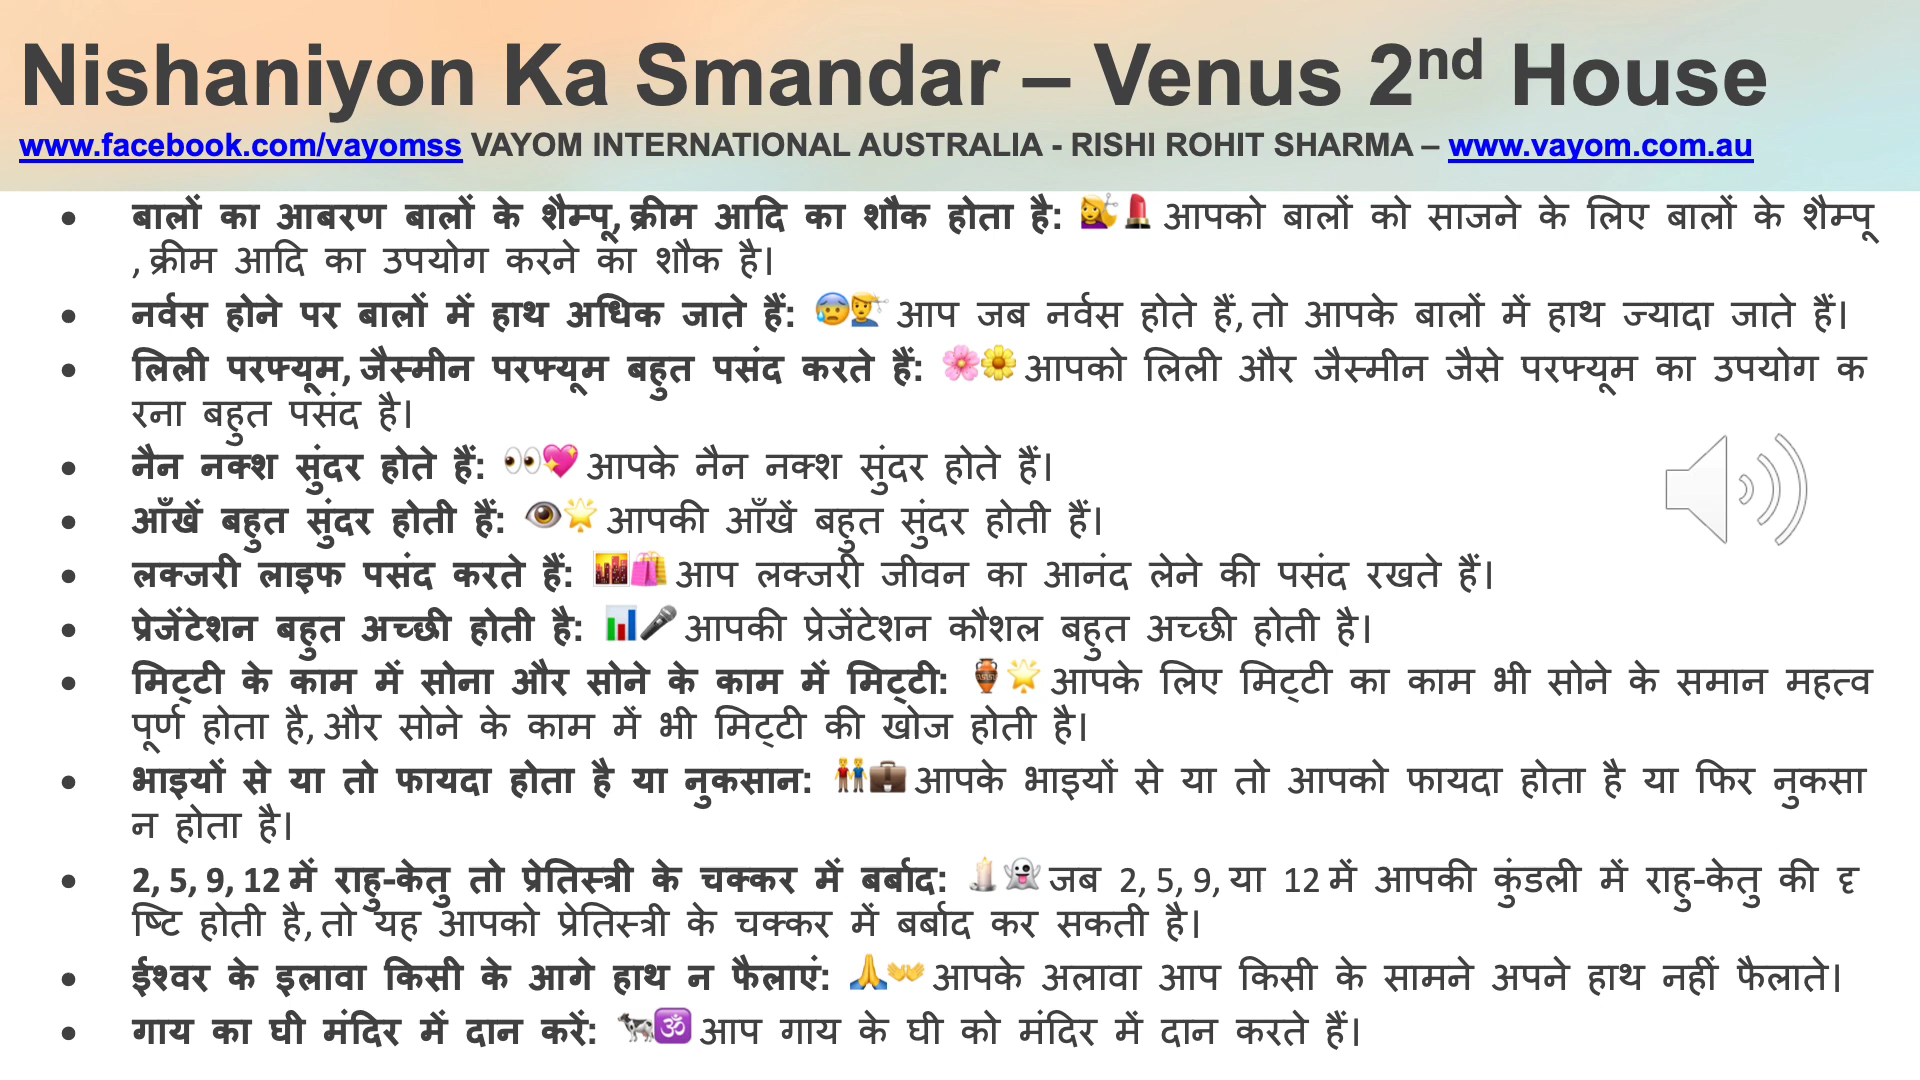 Nishaniyon Ka Smandar – Venus 2nd House
www.facebook.com/vayomss VAYOM INTERNATIONAL AUSTRALIA - RISHI ROHIT SHARMA – www.vayom.com.au
• बालों का आबरण बालों के शैम्पू, क्रीम आदि का शौक होता है: 💇‍♀️💄 आपको बालों को साजने के लिए बालों के शैम्पू
, क्रीम आदि का उपयोग करने का शौक है।
• नर्वस होने पर बालों में हाथ अधिक जाते हैं: 😰💇‍♂️ आप जब नर्वस होते हैं, तो आपके बालों में हाथ ज्यादा जाते हैं।
• लिली परफ्यूम, जैस्मीन परफ्यूम बहुत पसंद करते हैं: 🌸🌼 आपको लिली और जैस्मीन जैसे परफ्यूम का उपयोग क
रना बहुत पसंद है।
• नैन नक्श सुंदर होते हैं: 👀💖 आपके नैन नक्श सुंदर होते हैं।
• आँखें बहुत सुंदर होती हैं: 👁️🌟 आपकी आँखें बहुत सुंदर होती हैं।
• लक्जरी लाइफ पसंद करते हैं: 🌇🛍️ आप लक्जरी जीवन का आनंद लेने की पसंद रखते हैं।
• प्रेजेंटेशन बहुत अच्छी होती है: 📊🎤 आपकी प्रेजेंटेशन कौशल बहुत अच्छी होती है।
• मिट्टी के काम में सोना और सोने के काम में मिट्टी: 🏺🌟 आपके लिए मिट्टी का काम भी सोने के समान महत्व
पूर्ण होता है, और सोने के काम में भी मिट्टी की खोज होती है।
• भाइयों से या तो फायदा होता है या नुकसान: 👬💼 आपके भाइयों से या तो आपको फायदा होता है या फिर नुकसा
न होता है।
• 2, 5, 9, 12 में राहु-केतु तो प्रेतिस्त्री के चक्कर में बर्बाद: 🕯️👻 जब 2, 5, 9, या 12 में आपकी कुंडली में राहु-केतु की दृ
ष्टि होती है, तो यह आपको प्रेतिस्त्री के चक्कर में बर्बाद कर सकती है।
• ईश्वर के इलावा किसी के आगे हाथ न फैलाएं: 🙏👐 आपके अलावा आप किसी के सामने अपने हाथ नहीं फैलाते।
• गाय का घी मंदिर में दान करें: 🐄🕉️ आप गाय के घी को मंदिर में दान करते हैं।